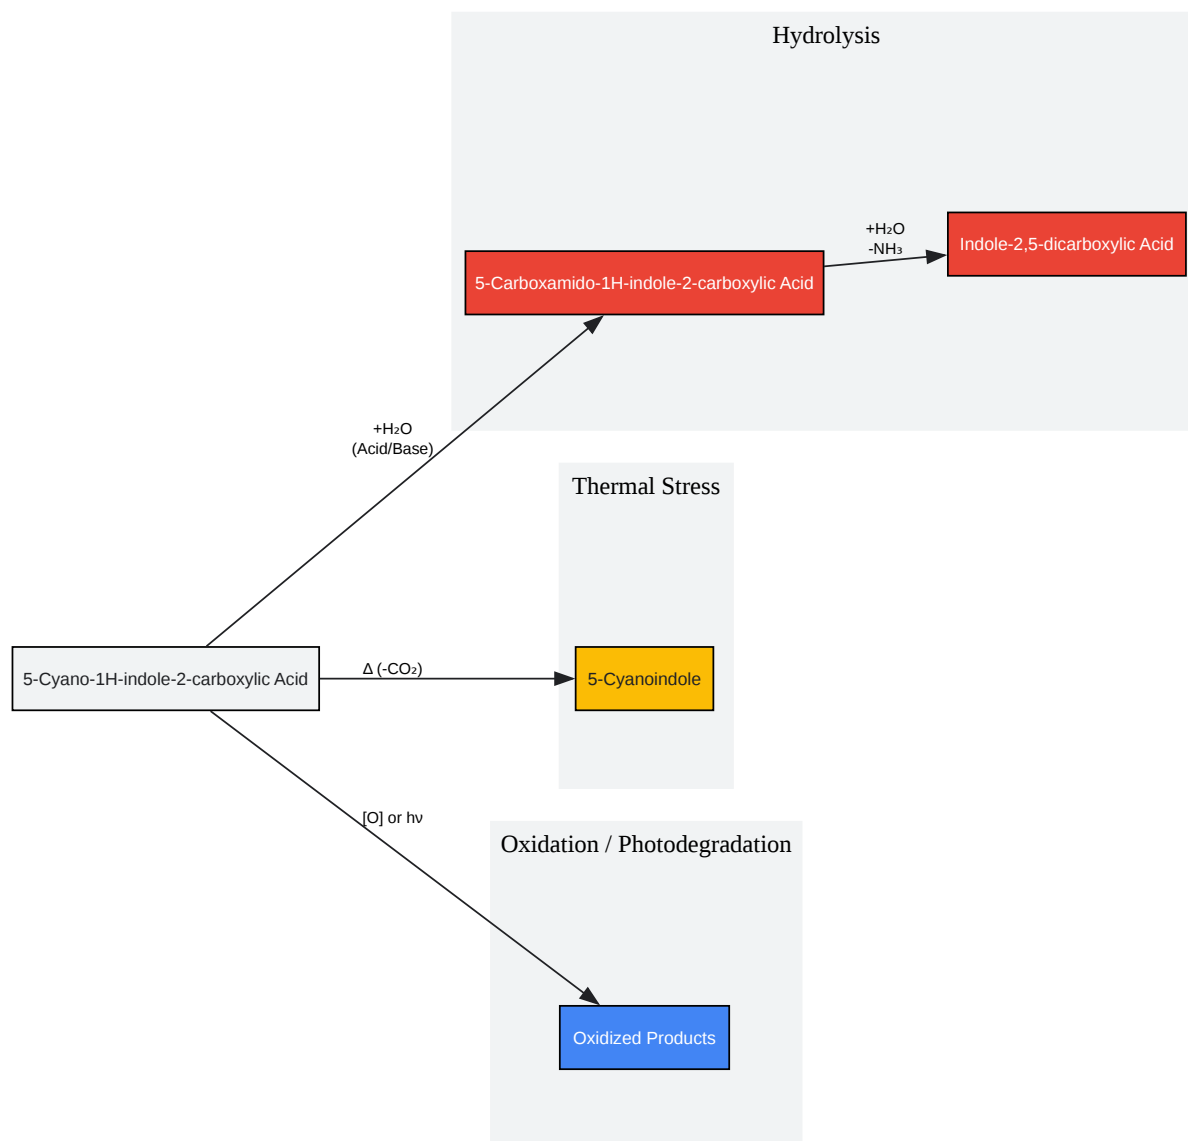 Hydrolysis
+H₂O
-NH₃
Indole-2,5-dicarboxylic Acid
5-Carboxamido-1H-indole-2-carboxylic Acid
+H₂O
(Acid/Base)
Thermal Stress
5-Cyano-1H-indole-2-carboxylic Acid
Δ (-CO₂)
5-Cyanoindole
[O] or hν
Oxidation / Photodegradation
Oxidized Products